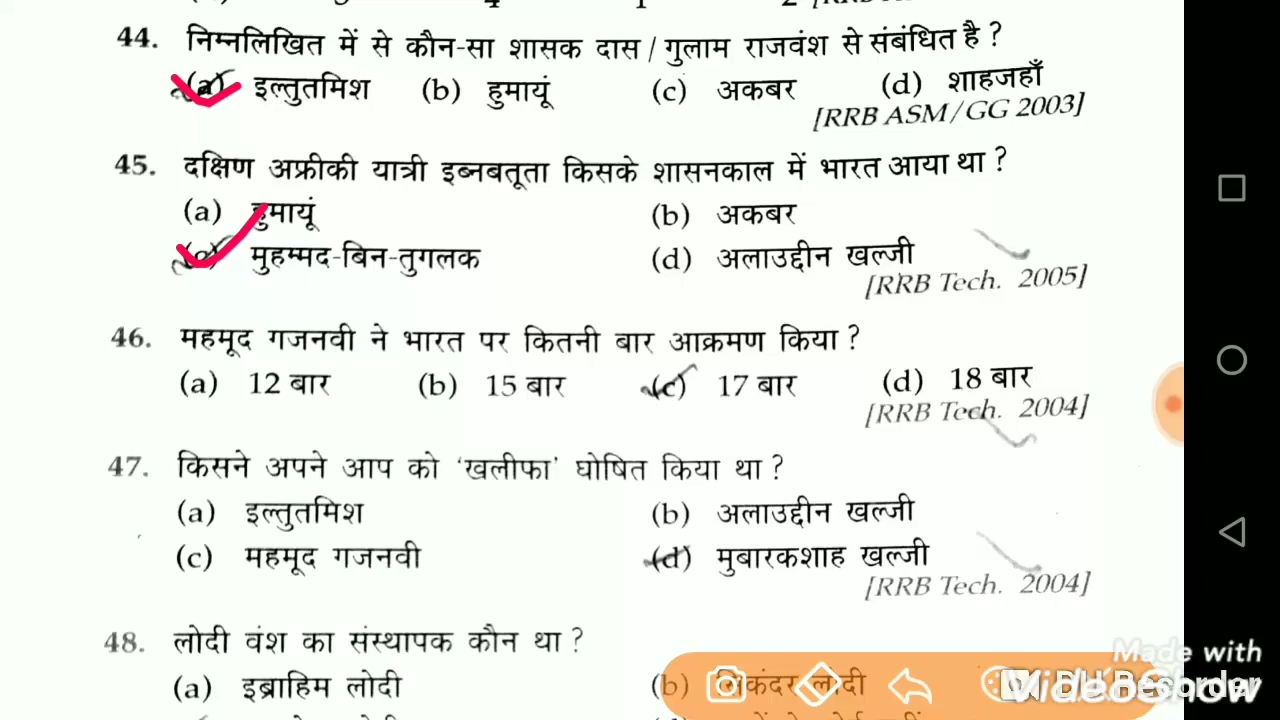 44. निम्नलिखित में से कौन-सा शासक दास / गुलाम राजवंश से संबंधित है ?
(a) इल्तुतमिश (b) हुमायूं (c) अकबर (d) शाहजहाँ
[RRB ASM/GG 2003]
45. दक्षिण अफ्रीकी यात्री इब्नबतूता किसके शासनकाल में भारत आया था ?
(a) हुमायूं (b) अकबर
(c) मुहम्मद-बिन-तुगलक (d) अलाउद्दीन खल्जी
[RRB Tech. 2005]
46. महमूद गजनवी ने भारत पर कितनी बार आक्रमण किया ?
(a) 12 बार (b) 15 बार (c) 17 बार (d) 18 बार
[RRB Tech. 2004]
47. किसने अपने आप को ‘खलीफा’ घोषित किया था ?
(a) इल्तुतमिश (b) अलाउद्दीन खल्जी
(c) महमूद गजनवी (d) मुबारकशाह खल्जी
[RRB Tech. 2004]
48. लोदी वंश का संस्थापक कौन था ?
Made with
(a) इब्राहिम लोदी (b) सिकंदर लोदी